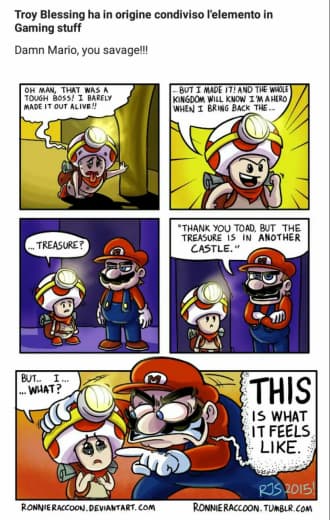 Troy Blessing ha in origine condiviso l'elemento in
Gaming stuff
Damn Mario, you savage!!!
OH MAN, THAT WAS A
TOUGH BOSS! I BARELY
MADE IT OUT ALIVE!!
...BUT I MADE IT! AND THE WHOLE
KINGDOM WILL KNOW I'M A HERO
WHEN I BRING BACK THE...
...TREASURE?
"THANK YOU TOAD, BUT THE
TREASURE IS IN ANOTHER
CASTLE."
BUT... I...
...WHAT?
THIS
IS WHAT
IT FEELS
LIKE.
RJS 2015!
RONNIERACCOON.DEVIANTART.COM
RONNIERACCOON.TUMBLR.COM